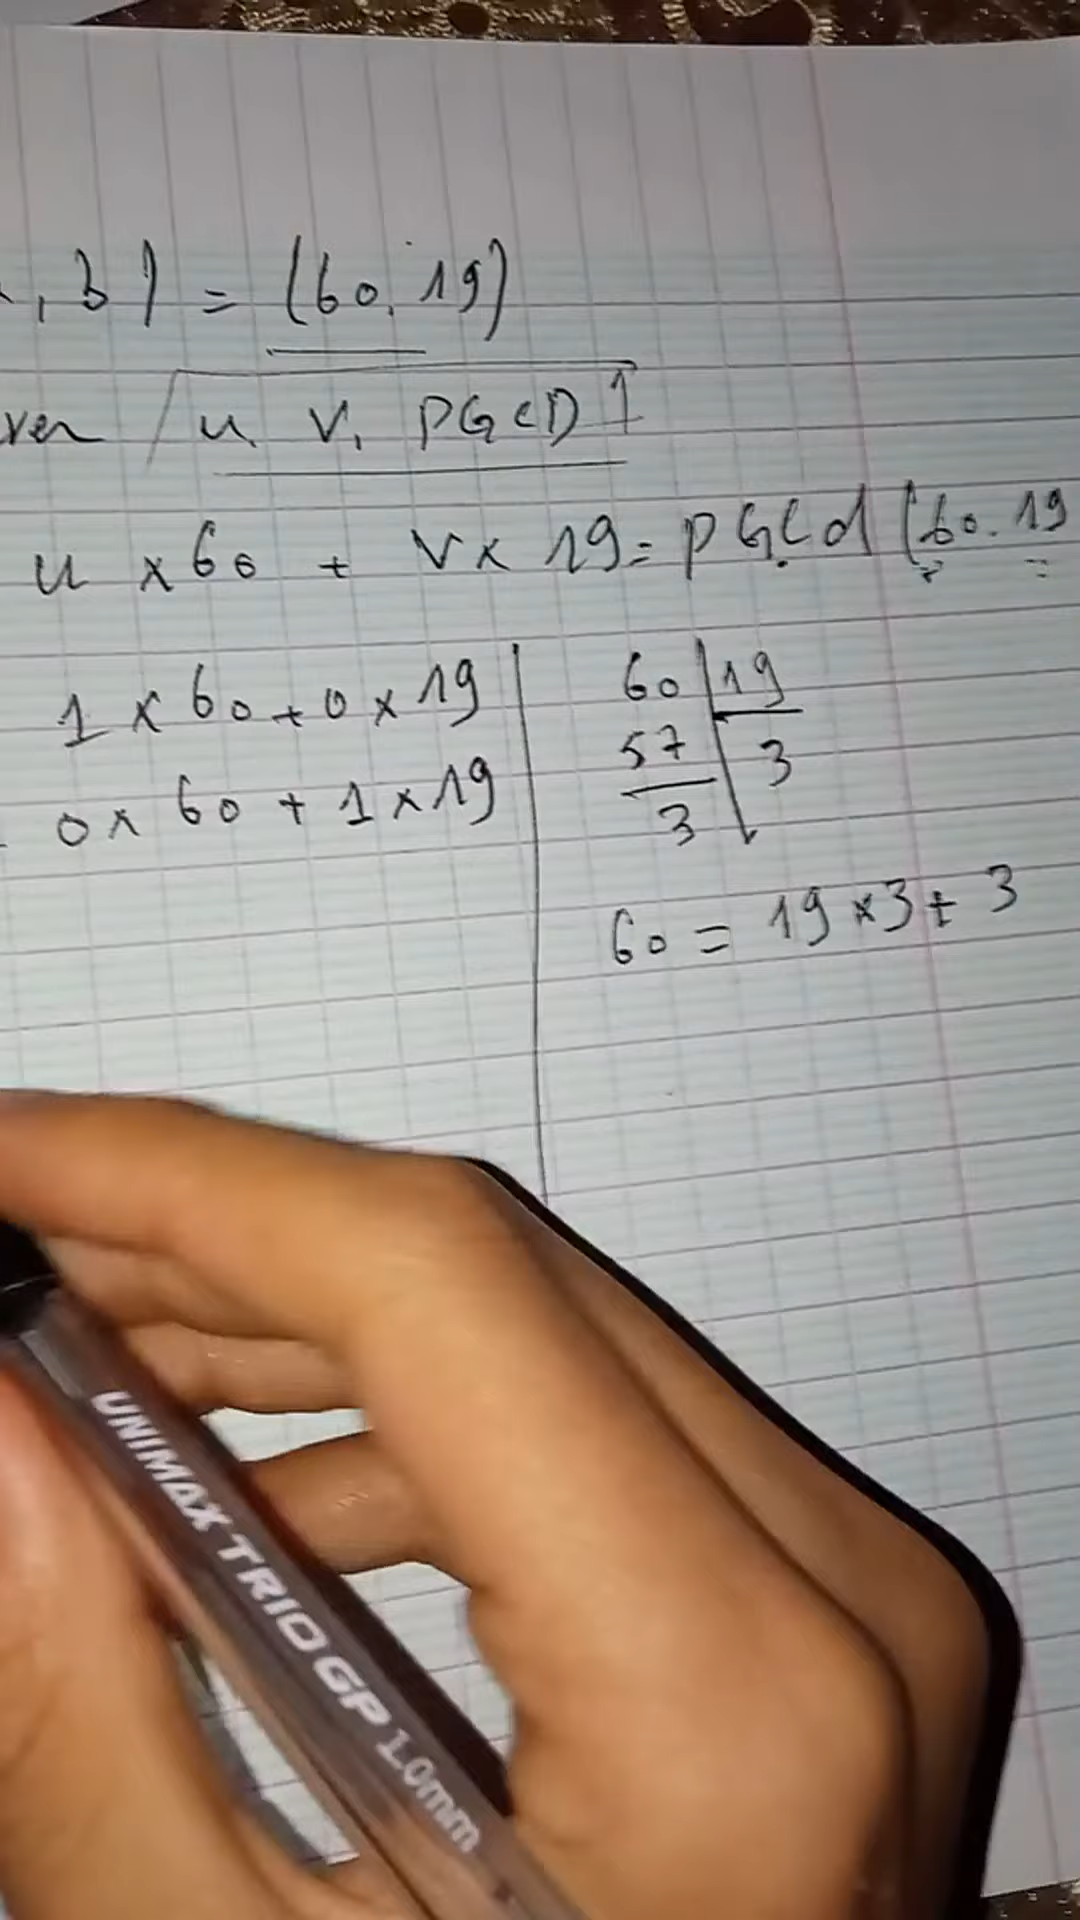 , b) = (60, 19)
u, v, PGCD
u × 60 + v × 19 = PGCd (60. 19
1 × 60 + 0 × 19
0 × 60 + 1 × 19
60 | 19
57 | 3
3
60 = 19 × 3 + 3
UNIMAX TRIO GP 1.0mm